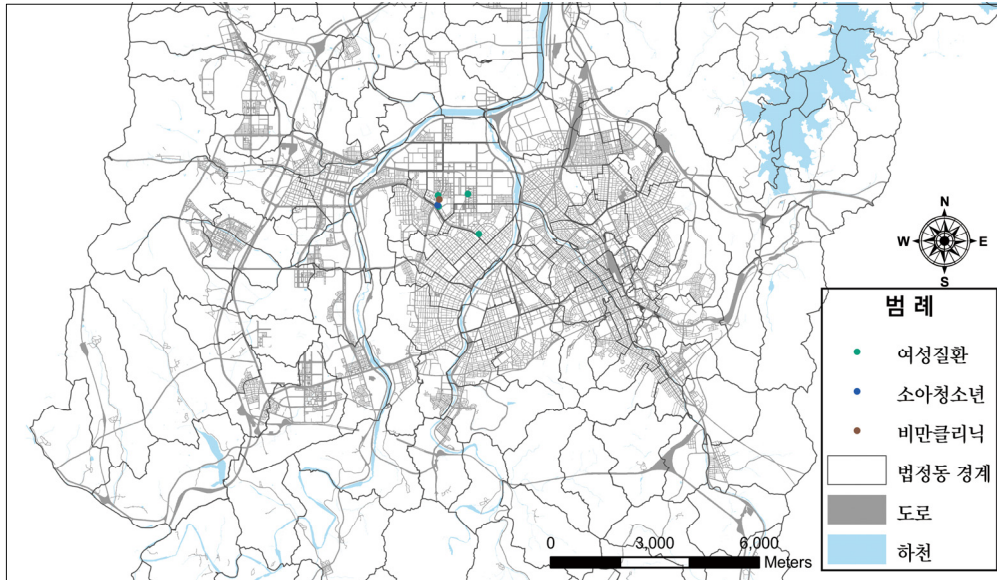 N
W E
S
범 례
여성질환
소아청소년
비만클리닉
법정동 경계
도로
하천
0 3,000 6,000
Meters